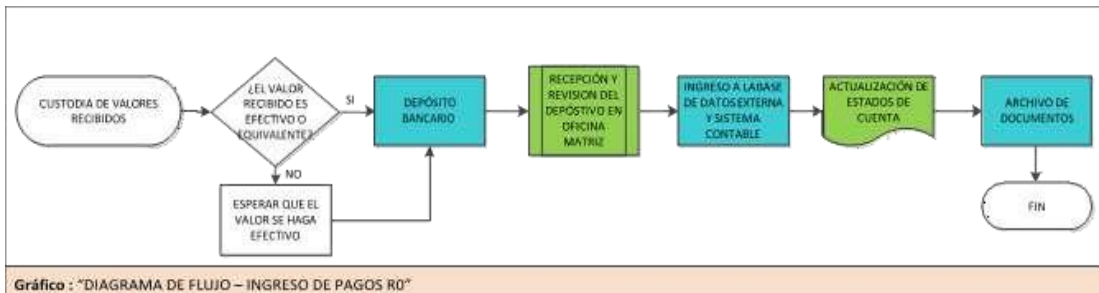 CUSTODIA DE VALORES
RECIBIDOS
¿EL VALOR
RECIBIDO ES
EFECTIVO O
EQUIVALENTE?
SI
NO
ESPERAR QUE EL
VALOR SE HAGA
EFECTIVO
DEPÓSITO
BANCARIO
RECEPCIÓN Y
REVISION DEL
DEPOSTIVO EN
OFICINA
MATRIZ
INGRESO A LABASE
DE DATOS EXTERNA
Y SISTEMA
CONTABLE
ACTUALIZACIÓN DE
ESTADOS DE
CUENTA
ARCHIVO DE
DOCUMENTOS
FIN
Gráfico : "DIAGRAMA DE FLUJO – INGRESO DE PAGOS R0"